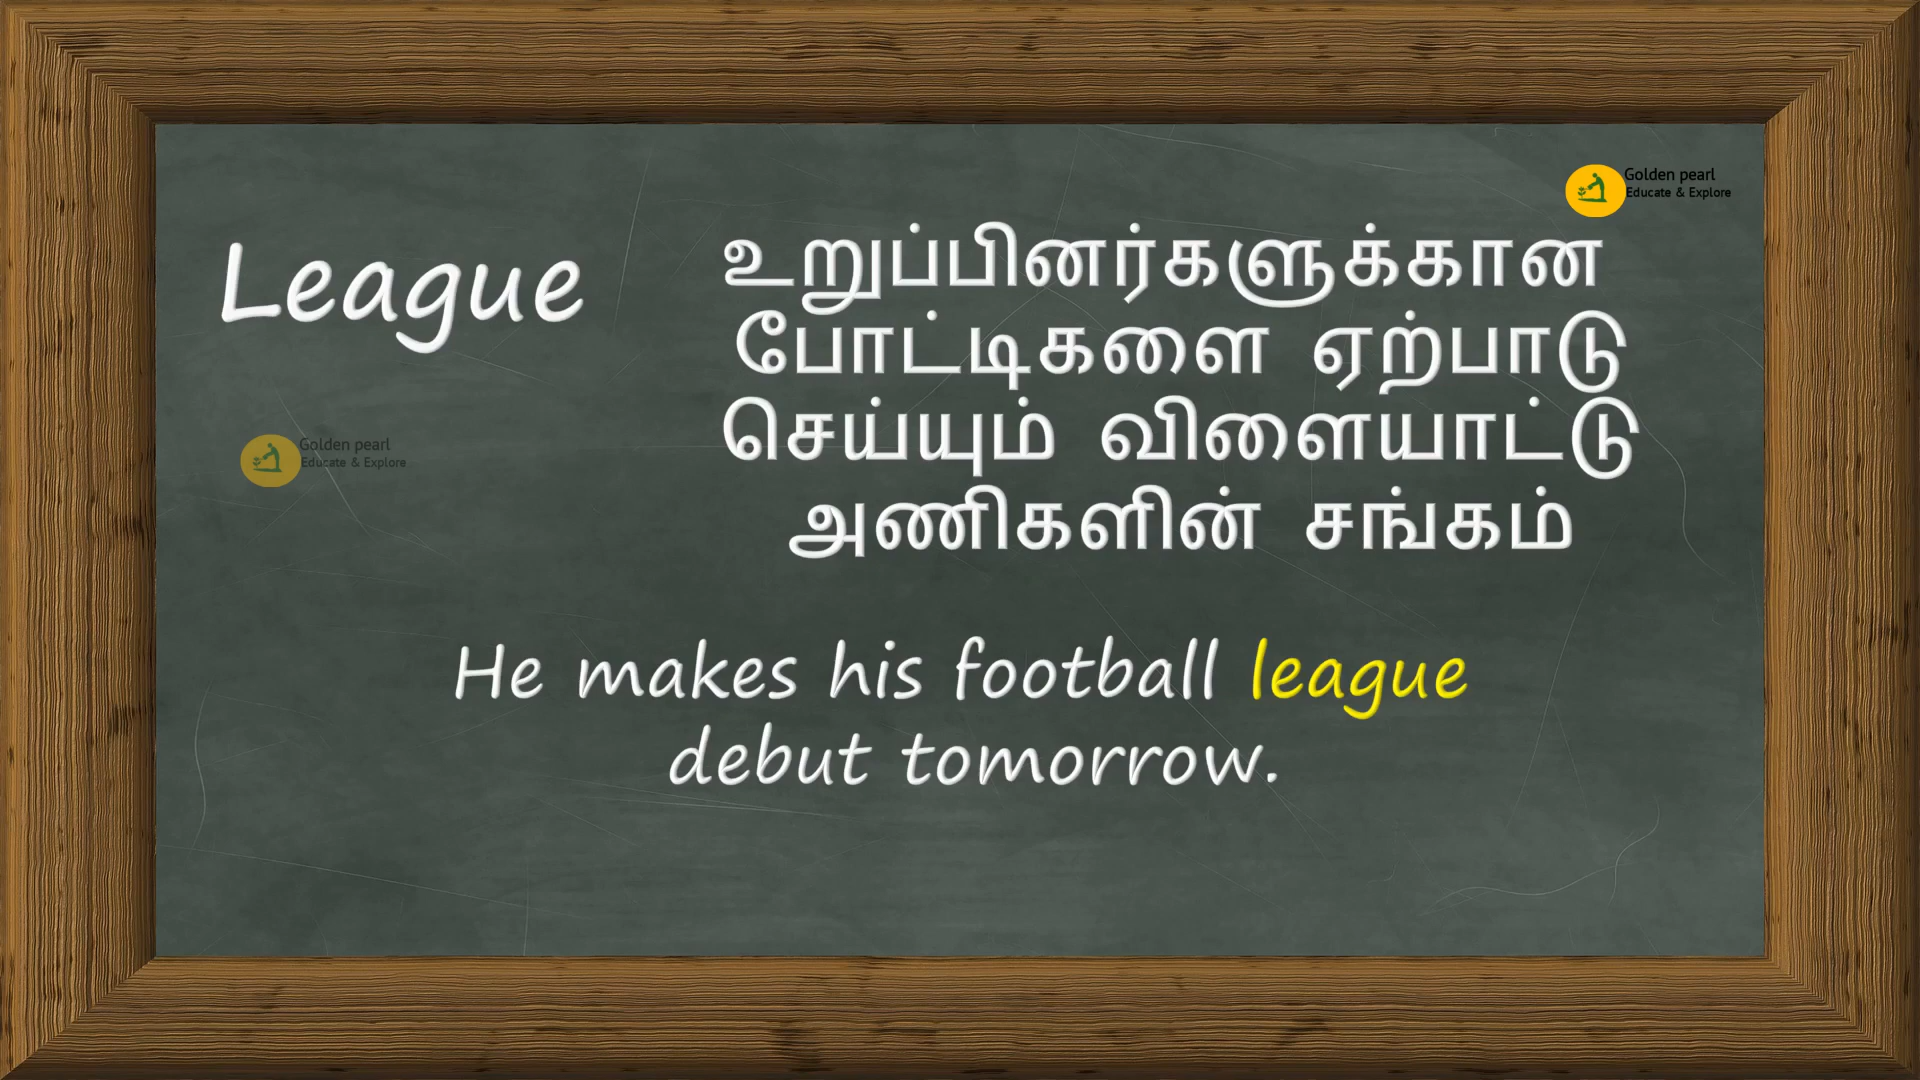 Golden pearl
Educate & Explore
League
உறுப்பினர்களுக்கான
போட்டிகளை ஏற்பாடு
செய்யும் விளையாட்டு
அணிகளின் சங்கம்
Golden pearl
Educate & Explore
He makes his football league
debut tomorrow.